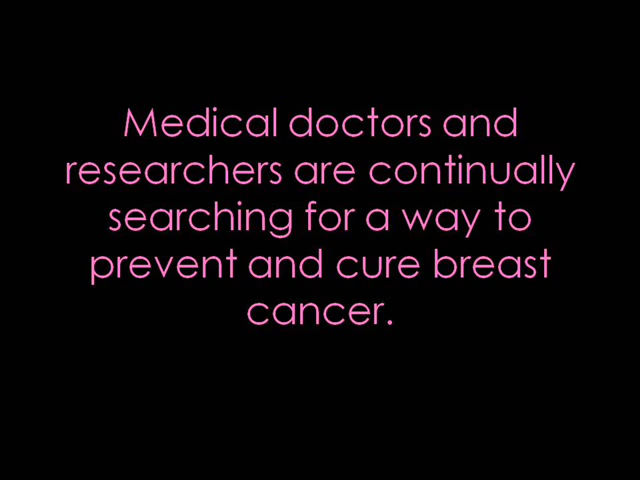 Medical doctors and
researchers are continually
searching for a way to
prevent and cure breast
cancer.